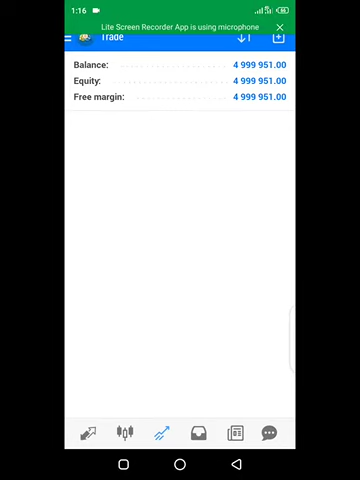 1:16
Lite Screen Recorder App is using microphone
Trade
Balance: 4 999 951.00
Equity: 4 999 951.00
Free margin: 4 999 951.00